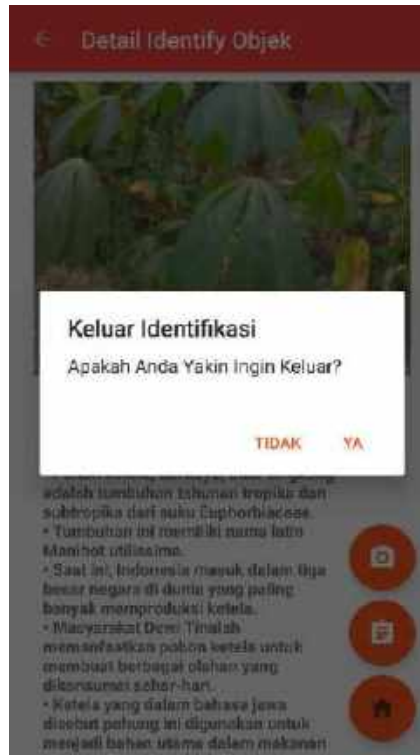 Detail Identify Objek
Keluar Identifikasi
Apakah Anda Yakin Ingin Keluar?
TIDAK YA
adalah tumbuhan tahunan tropika dan
subtropika dari suku Euphorbiaceae.
• Tumbuhan ini memiliki nama latin
Manihot utilissima.
• Saat ini, Indonesia masuk dalam tiga
besar negara di dunia yang paling
banyak memproduksi ketela.
• Masyarakat Demi Tinalah
memanfaatkan pohon ketela untuk
membuat berbagai olahan yang
dikonsumsi sehar-hari.
• Ketela yang dalam bahasa jawa
disebut pohung ini digunakan untuk
menjadi bahan utama dalam makanan